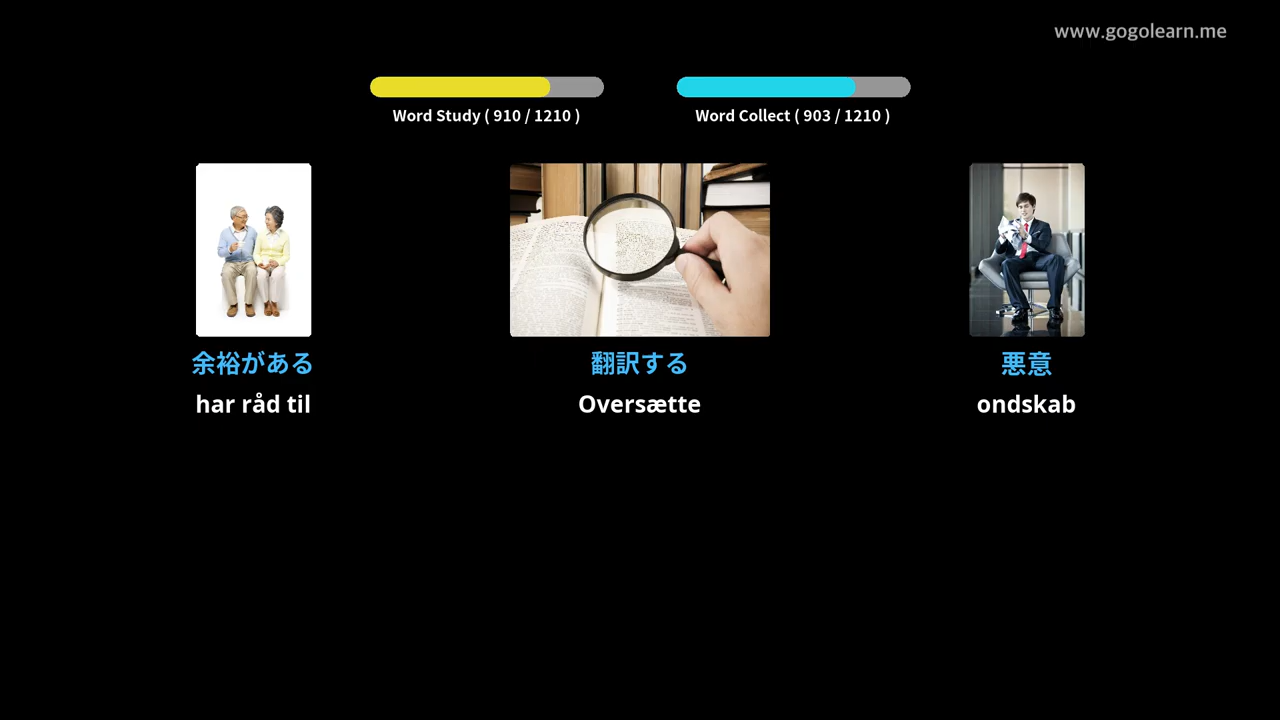 www.gogolearn.me
Word Study ( 910 / 1210 )
Word Collect ( 903 / 1210 )
余裕がある
翻訳する
悪意
har råd til
Oversætte
ondskab